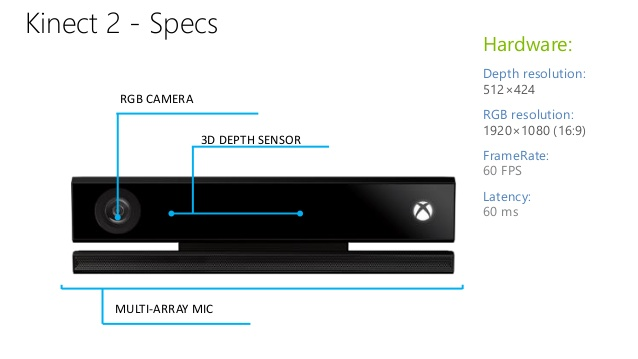 Kinect 2 - Specs
Hardware:
Depth resolution:
512×424
RGB resolution:
1920×1080 (16:9)
FrameRate:
60 FPS
Latency:
60 ms
RGB CAMERA
3D DEPTH SENSOR
MULTI-ARRAY MIC